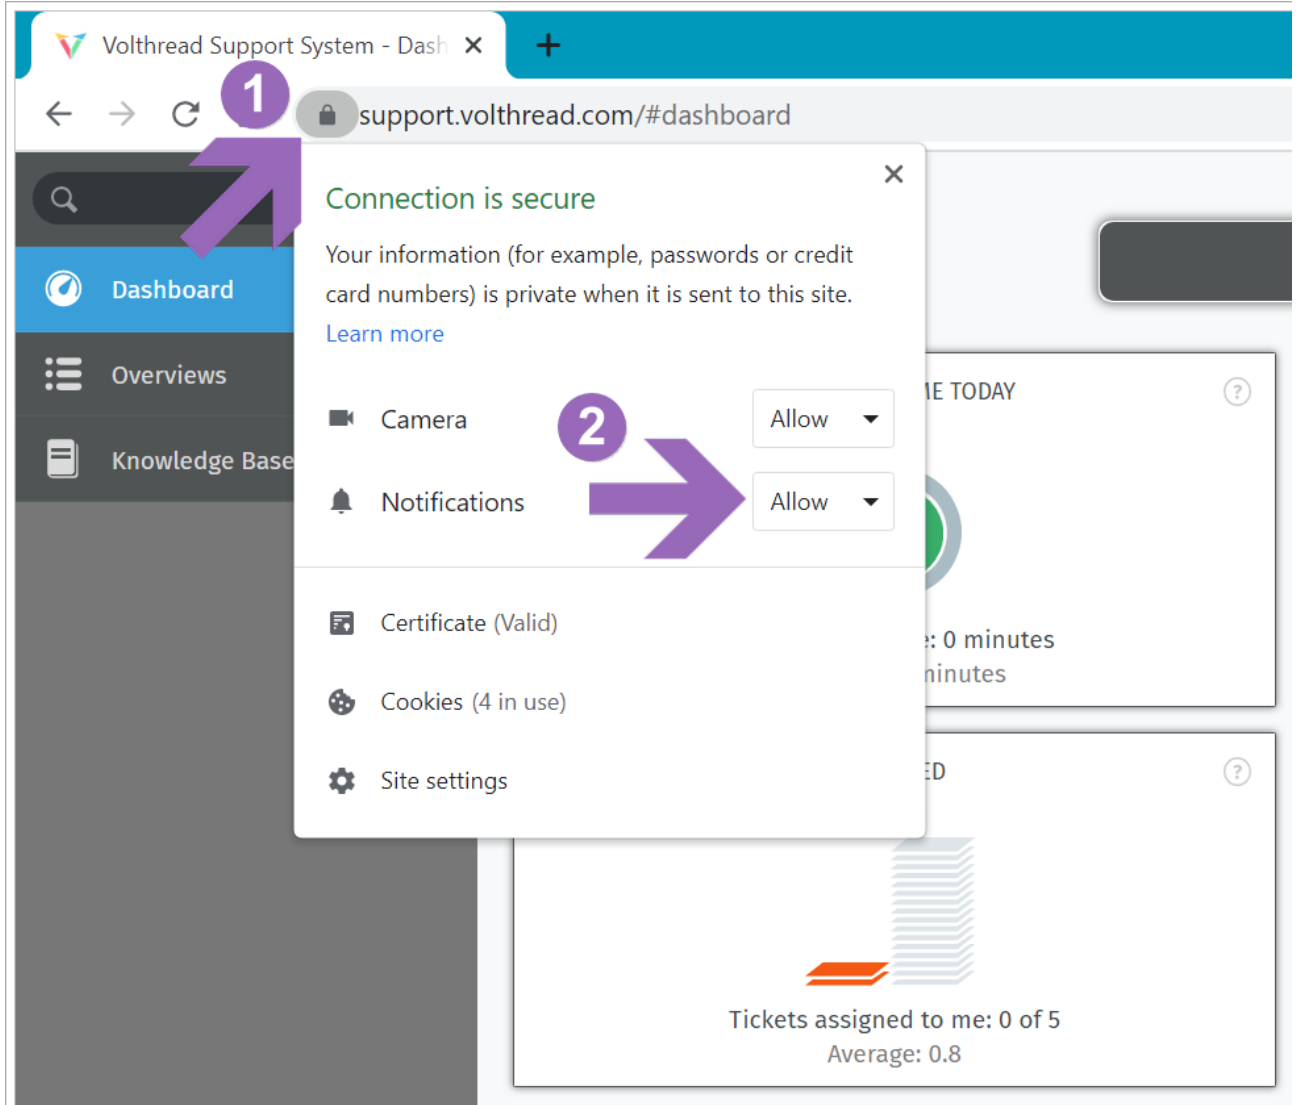 Volthread Support System - Dash
1
support.volthread.com/#dashboard
Connection is secure
Your information (for example, passwords or credit
card numbers) is private when it is sent to this site.
Learn more
Dashboard
Overviews
Knowledge Base
Camera
Allow
2
Notifications
Allow
Certificate (Valid)
Cookies (4 in use)
Site settings
ME TODAY
?
e: 0 minutes
minutes
ED
?
Tickets assigned to me: 0 of 5
Average: 0.8